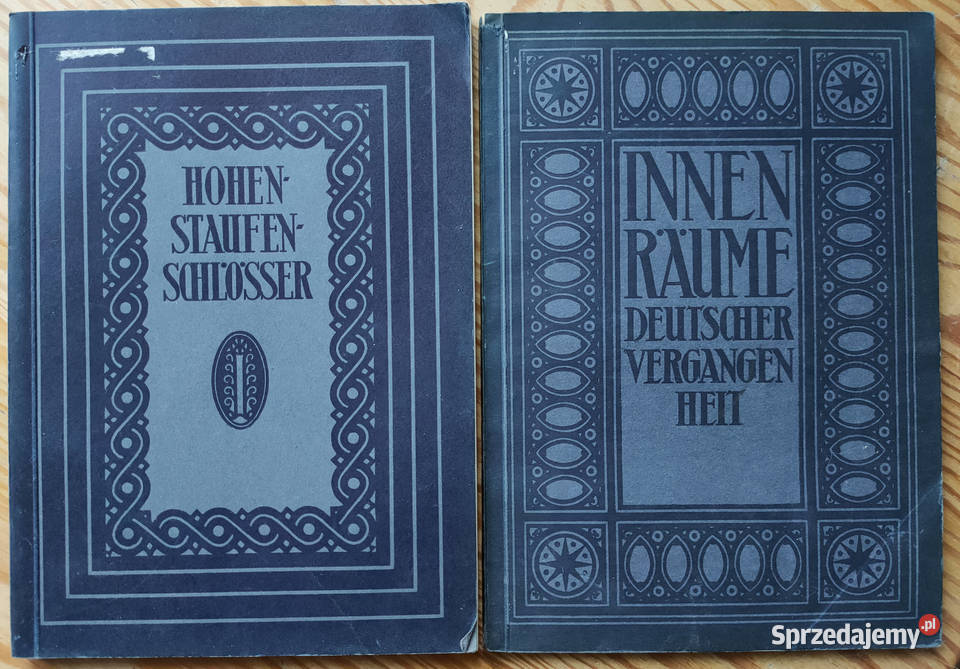 HOHEN-
STAUFEN-
SCHLÖSSER
INNEN
RÄUME
DEUTSCHER
VERGANGEN
HEIT
Sprzedajemy.pl